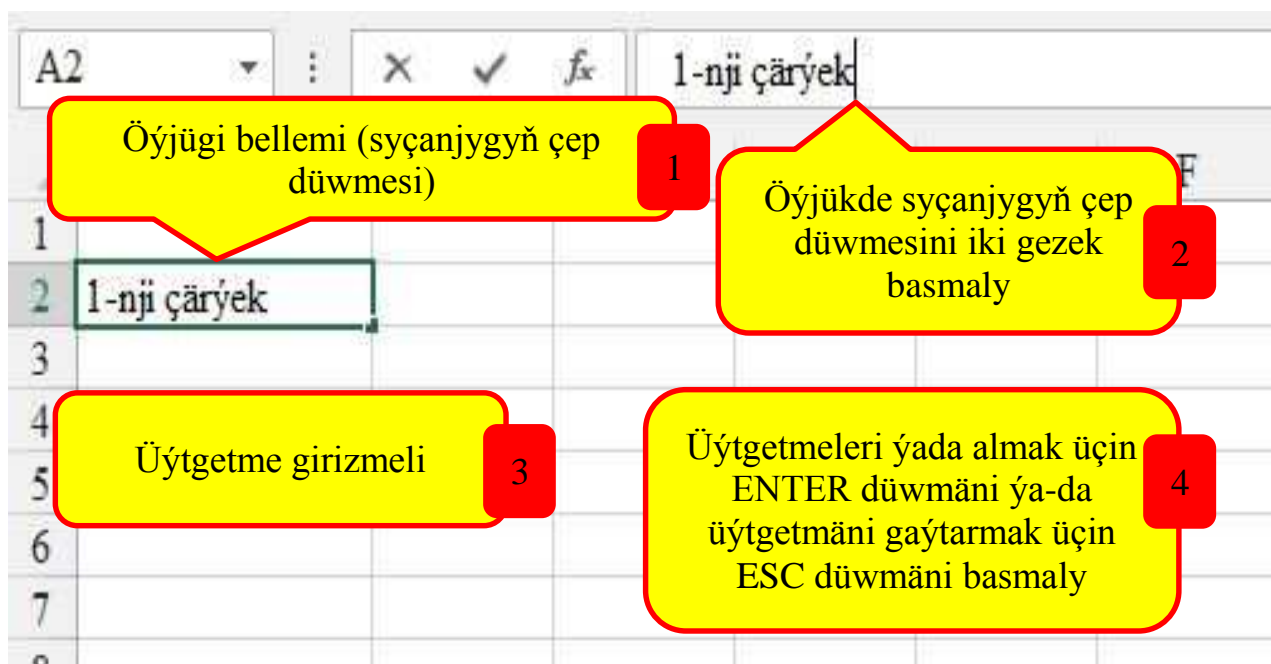 A2
fx
1-nji çärýek
Öýjügi bellemi (syçanjygyň çep
düwmesi)
1
F
Öýjükde syçanjygyň çep
düwmesini iki gezek
basmaly
2
1
2
1-nji çärýek
3
4
Üýtgetme girizmeli
3
Üýtgetmeleri ýada almak üçin
ENTER düwmäni ýa-da
üýtgetmäni gaýtarmak üçin
ESC düwmäni basmaly
4
5
6
7